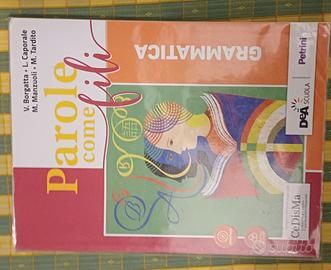 V. Borgatta - L. Caporale
M. Manzuoli - M. Tardito
Parole
come
fili
GRAMMATICA
Petrini
DeA SCUOLA
CeDisMa